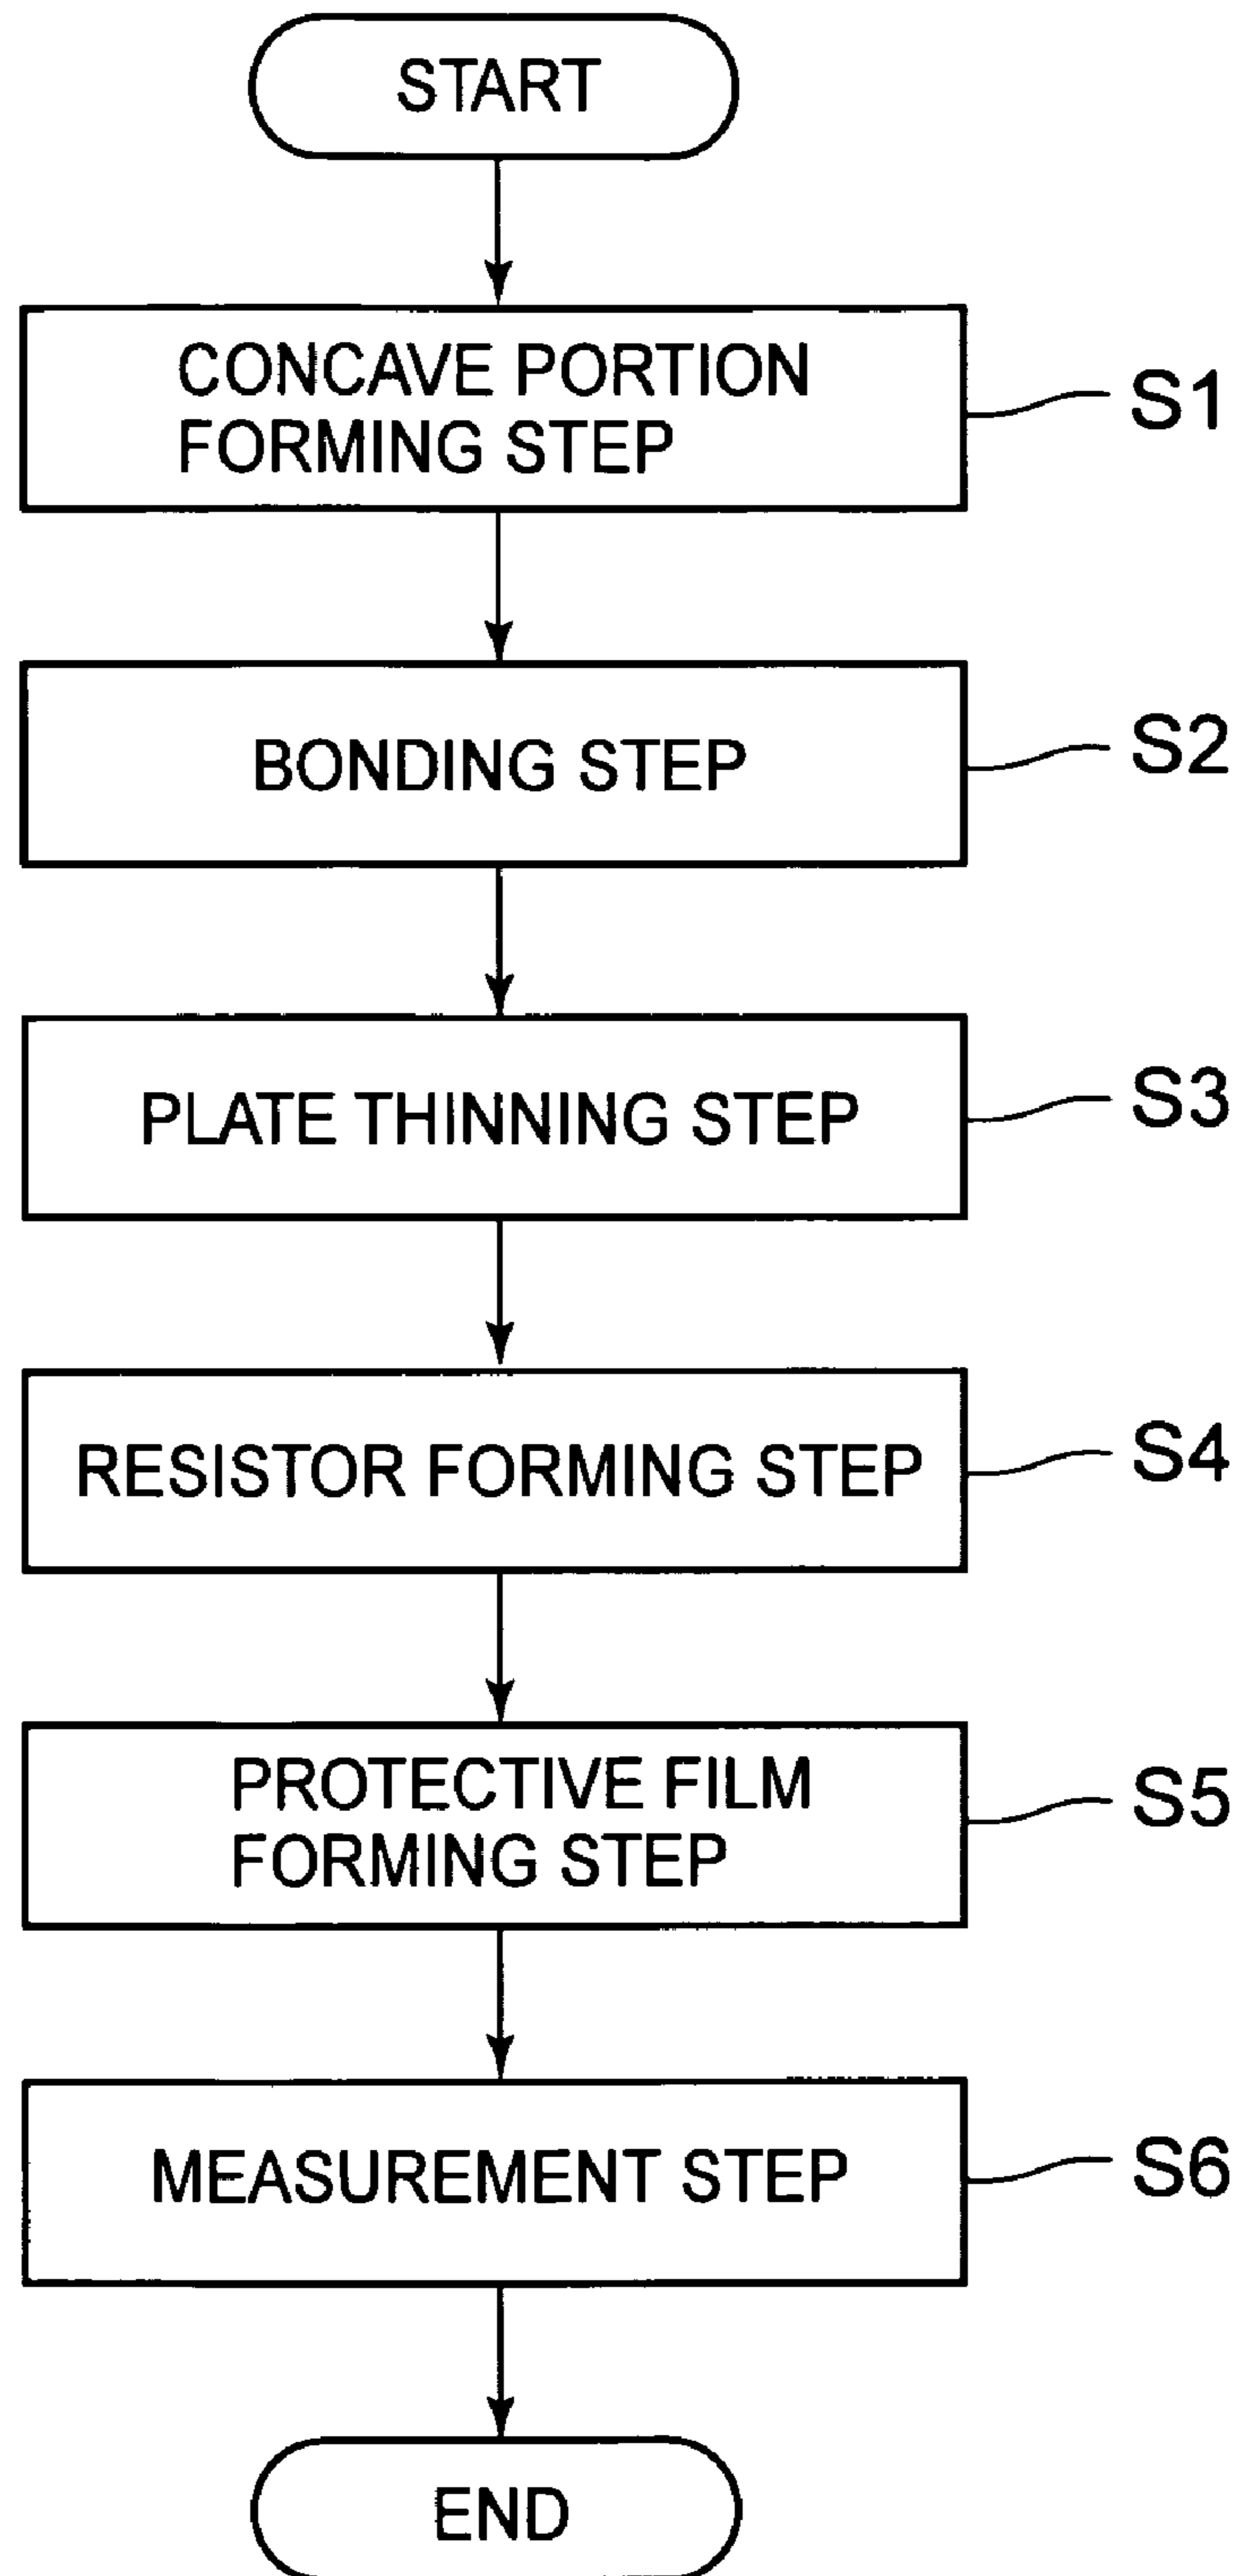 START
CONCAVE PORTION
FORMING STEP
S1
BONDING STEP
S2
PLATE THINNING STEP
S3
RESISTOR FORMING STEP
S4
PROTECTIVE FILM
FORMING STEP
S5
MEASUREMENT STEP
S6
END